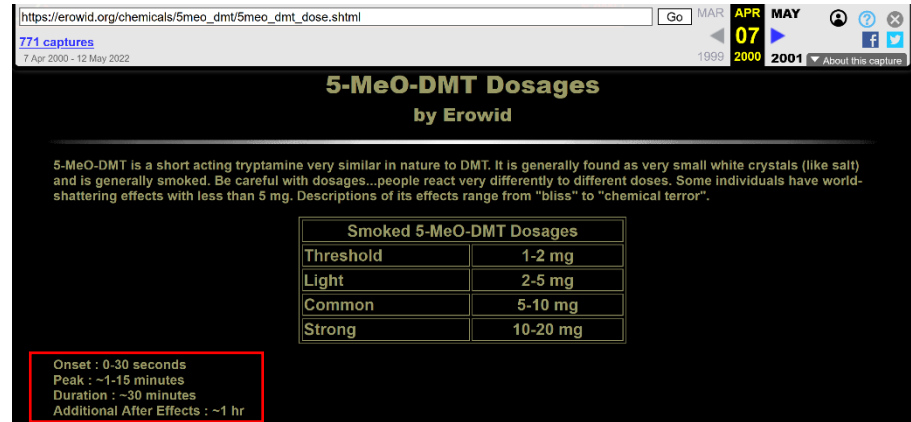 https://erowid.org/chemicals/5meo_dmt/5meo_dmt_dose.shtml Go MAR APR MAY
771 captures 07
7 Apr 2000 - 12 May 2022 1999 2000 2001 About this capture
5-MeO-DMT Dosages
by Erowid
5-MeO-DMT is a short acting tryptamine very similar in nature to DMT. It is generally found as very small white crystals (like salt)
and is generally smoked. Be careful with dosages...people react very differently to different doses. Some individuals have world-
shattering effects with less than 5 mg. Descriptions of its effects range from "bliss" to "chemical terror".
Smoked 5-MeO-DMT Dosages
Threshold 1-2 mg
Light 2-5 mg
Common 5-10 mg
Strong 10-20 mg
Onset : 0-30 seconds
Peak : ~1-15 minutes
Duration : ~30 minutes
Additional After Effects : ~1 hr